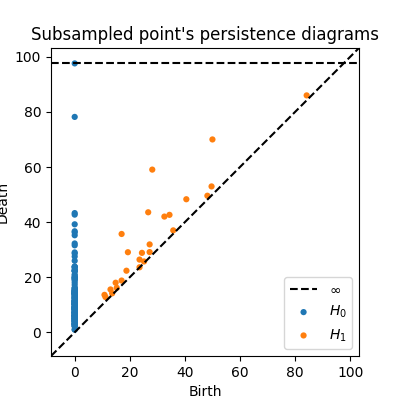 Subsampled point's persistence diagrams
100
80
60
40
20
0
Death
0 20 40 60 80 100
Birth
∞
H₀
H₁